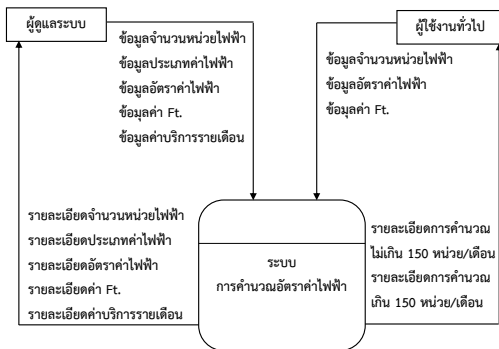 ผู้ดูแลระบบ
ผู้ใช้งานทั่วไป
ข้อมูลจำนวนหน่วยไฟฟ้า
ข้อมูลประเภทค่าไฟฟ้า
ข้อมูลอัตราค่าไฟฟ้า
ข้อมุลค่า Ft.
ข้อมูลค่าบริการรายเดือน
ข้อมูลจำนวนหน่วยไฟฟ้า
ข้อมูลอัตราค่าไฟฟ้า
ข้อมุลค่า Ft.
รายละเอียดจำนวนหน่วยไฟฟ้า
รายละเอียดประเภทค่าไฟฟ้า
รายละเอียดอัตราค่าไฟฟ้า
รายละเอียดค่า Ft.
รายละเอียดค่าบริการรายเดือน
ระบบ
การคำนวณอัตราค่าไฟฟ้า
รายละเอียดการคำนวณ
ไม่เกิน 150 หน่วย/เดือน
รายละเอียดการคำนวณ
เกิน 150 หน่วย/เดือน